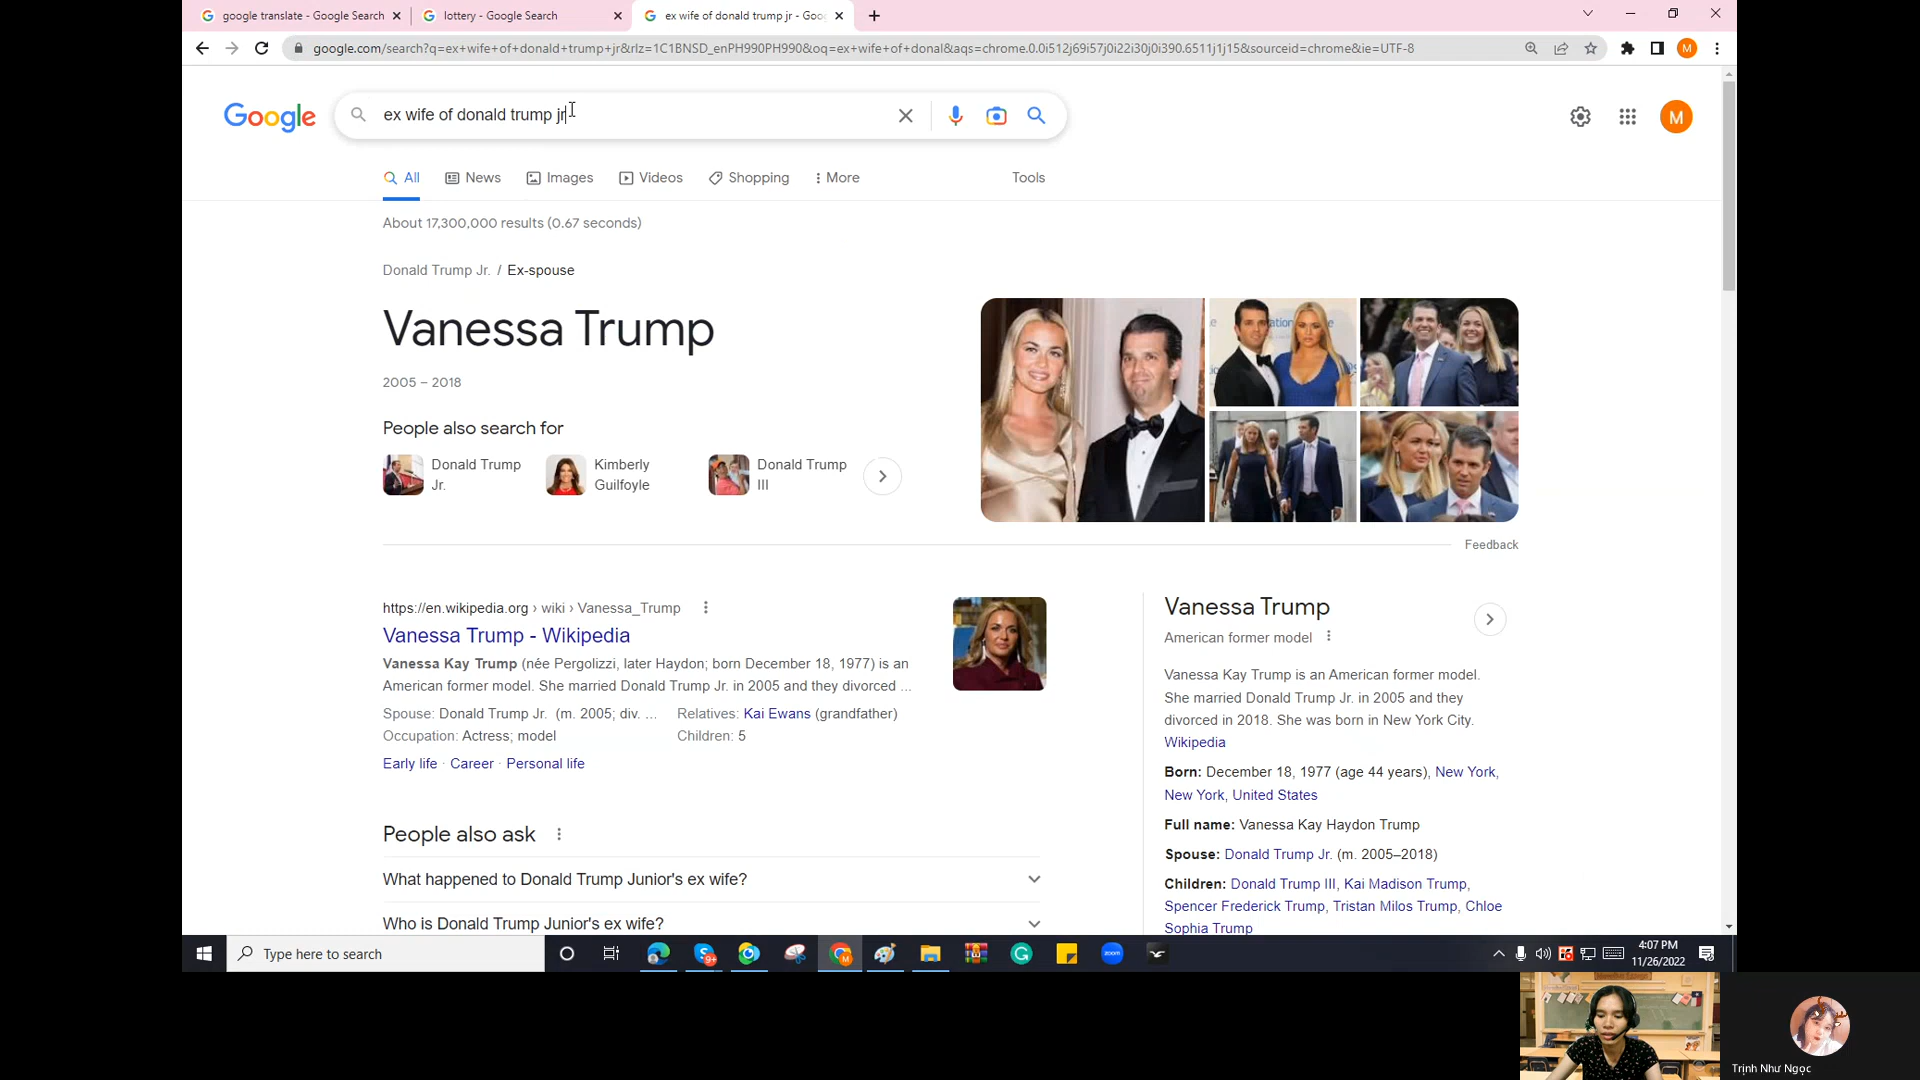 google translate - Google Search
lottery - Google Search
ex wife of donald trump jr - Goo
google.com/search?q=ex+wife+of+donald+trump+jr&rlz=1C1BNSD_enPH990PH990&oq=ex+wife+of+donal&aqs=chrome.0.0i512j69i57j0i22i30j0i390.6511j1j15&sourceid=chrome&ie=UTF-8
M
Google
ex wife of donald trump jr
M
All
News
Images
Videos
Shopping
More
Tools
About 17,300,000 results (0.67 seconds)
Donald Trump Jr. / Ex-spouse
Vanessa Trump
2005 – 2018
People also search for
Donald Trump
Jr.
Kimberly
Guilfoyle
Donald Trump
III
Feedback
https://en.wikipedia.org › wiki › Vanessa_Trump
Vanessa Trump - Wikipedia
Vanessa Kay Trump (née Pergolizzi, later Haydon; born December 18, 1977) is an
American former model. She married Donald Trump Jr. in 2005 and they divorced ...
Spouse: Donald Trump Jr. (m. 2005; div. ...
Relatives: Kai Ewans (grandfather)
Occupation: Actress; model
Children: 5
Early life · Career · Personal life
People also ask
What happened to Donald Trump Junior's ex wife?
Who is Donald Trump Junior's ex wife?
Vanessa Trump
American former model
Vanessa Kay Trump is an American former model.
She married Donald Trump Jr. in 2005 and they
divorced in 2018. She was born in New York City.
Wikipedia
Born: December 18, 1977 (age 44 years), New York,
New York, United States
Full name: Vanessa Kay Haydon Trump
Spouse: Donald Trump Jr. (m. 2005–2018)
Children: Donald Trump III, Kai Madison Trump,
Spencer Frederick Trump, Tristan Milos Trump, Chloe
Sophia Trump
Type here to search
9+
zoom
4:07 PM
11/26/2022
Trịnh Như Ngọc